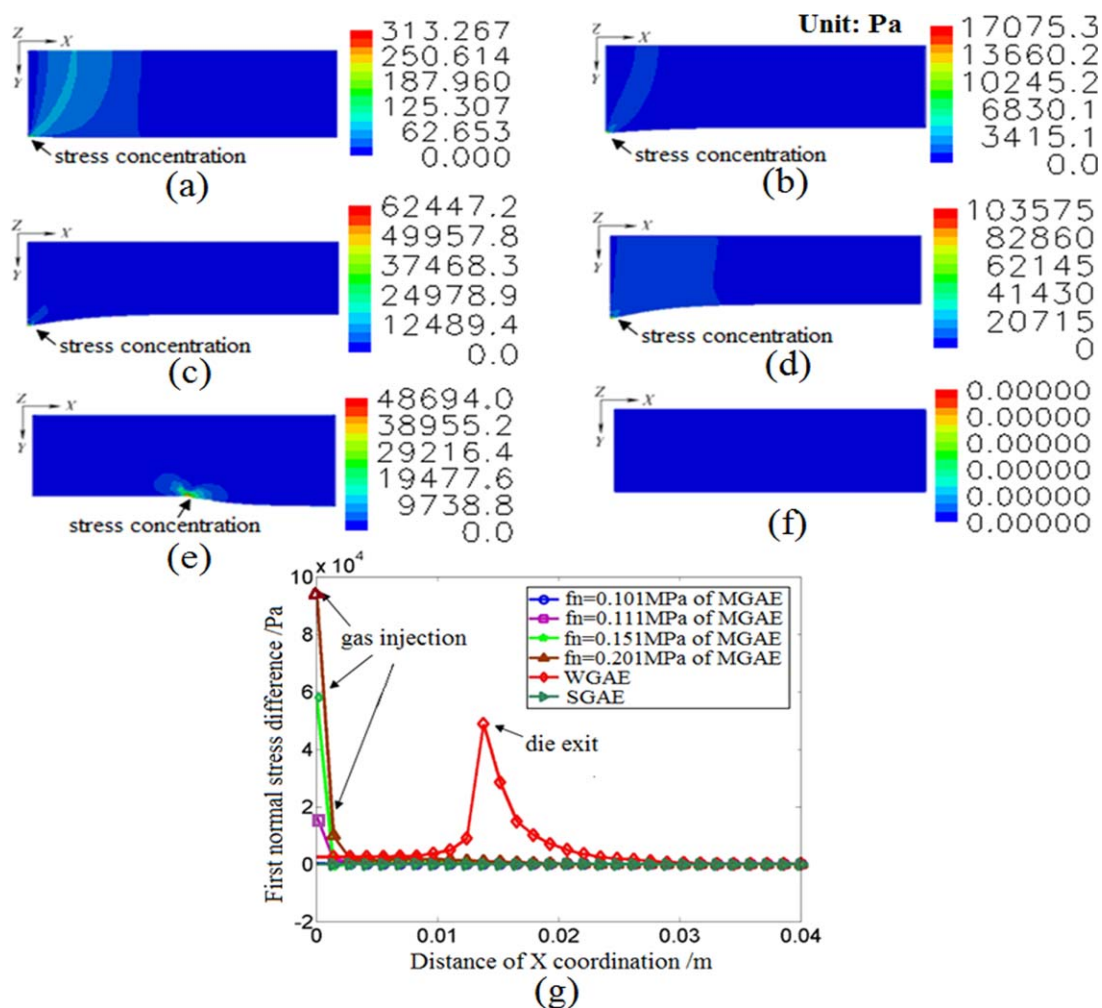 Z X Y
313.267
250.614
187.960
125.307
62.653
0.000
stress concentration
(a)
Unit: Pa
Z X Y
17075.3
13660.2
10245.2
6830.1
3415.1
0.0
stress concentration
(b)
Z X Y
62447.2
49957.8
37468.3
24978.9
12489.4
0.0
stress concentration
(c)
Z X Y
103575
82860
62145
41430
20715
0
stress concentration
(d)
Z X Y
48694.0
38955.2
29216.4
19477.6
9738.8
0.0
stress concentration
(e)
Z X Y
0.00000
0.00000
0.00000
0.00000
0.00000
0.00000
(f)
× 10⁴
10
8
6
4
2
0
-2
First normal stress difference /Pa
gas injection
die exit
fn=0.101MPa of MGAE
fn=0.111MPa of MGAE
fn=0.151MPa of MGAE
fn=0.201MPa of MGAE
WGAE
SGAE
0 0.01 0.02 0.03 0.04
Distance of X coordination /m
(g)